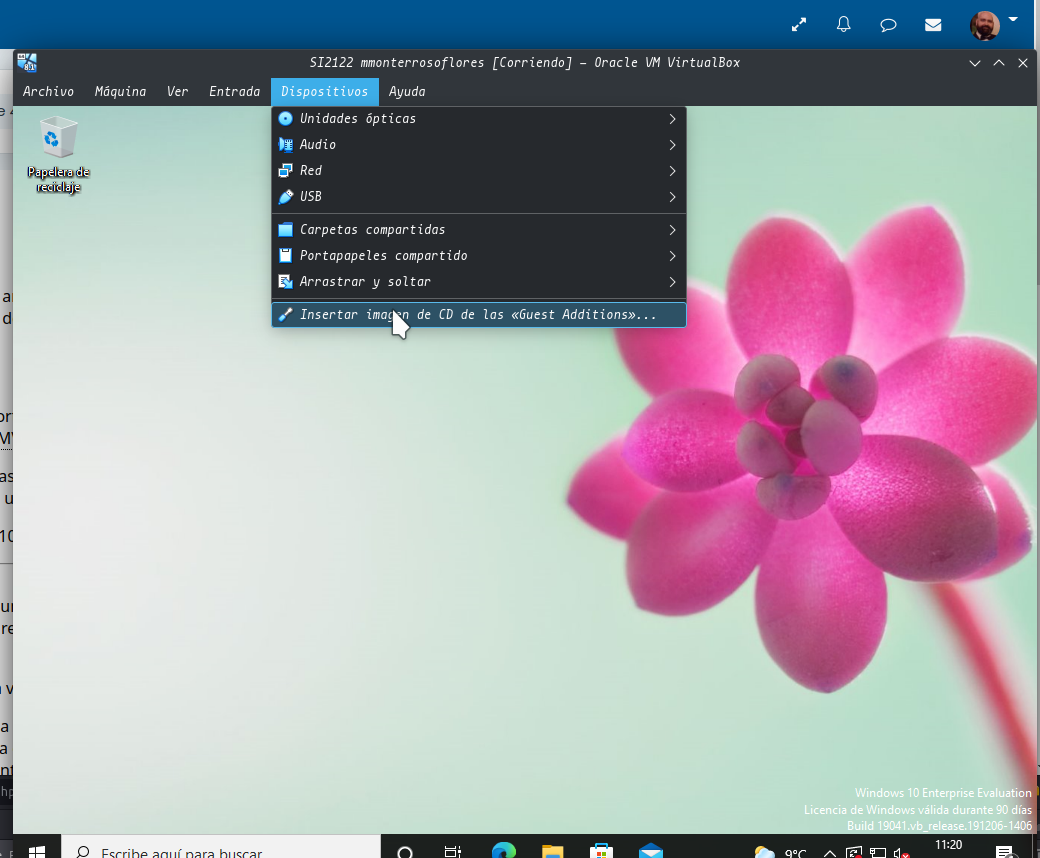 SI2122 mmonterrosoflores [Corriendo] – Oracle VM VirtualBox
Archivo Máquina Ver Entrada Dispositivos Ayuda
Unidades ópticas
Audio
Red
USB
Carpetas compartidas
Portapapeles compartido
Arrastrar y soltar
Insertar imagen de CD de las «Guest Additions»...
Papelera de
reciclaje
Windows 10 Enterprise Evaluation
Licencia de Windows válida durante 90 días
Build 19041.vb_release.191206-1406
Escribe aquí para buscar
9°C
11:20